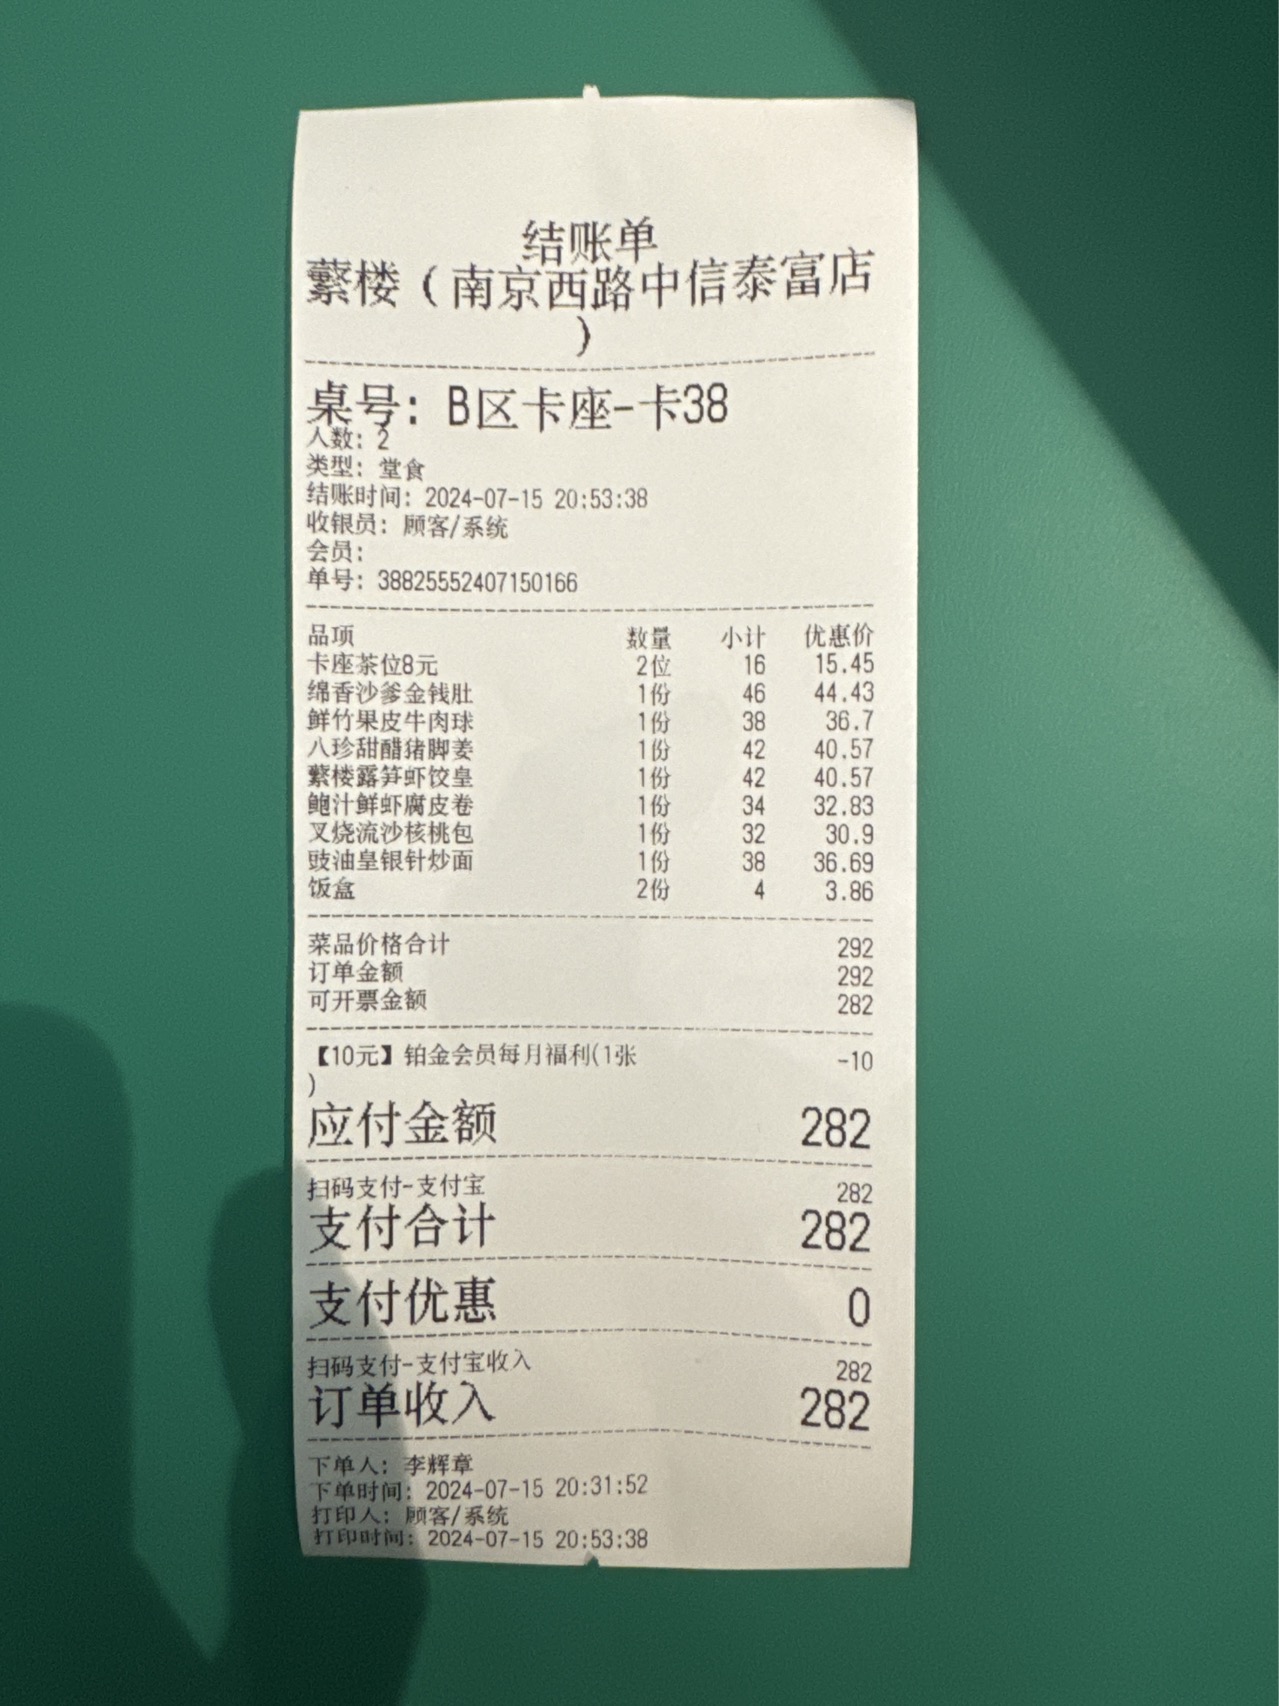 结账单
蘩楼（南京西路中信泰富店
）
桌号: B区卡座-卡38
人数: 2
类型: 堂食
结账时间: 2024-07-15 20:53:38
收银员: 顾客/系统
会员:
单号: 38825552407150166
品项 数量 小计 优惠价
卡座茶位8元 2位 16 15.45
绵香沙爹金钱肚 1份 46 44.43
鲜竹果皮牛肉球 1份 38 36.7
八珍甜醋猪脚姜 1份 42 40.57
蘩楼露笋虾饺皇 1份 42 40.57
鲍汁鲜虾腐皮卷 1份 34 32.83
叉烧流沙核桃包 1份 32 30.9
豉油皇银针炒面 1份 38 36.69
饭盒 2份 4 3.86
菜品价格合计 292
订单金额 292
可开票金额 282
【10元】铂金会员每月福利(1张 -10
)
应付金额 282
扫码支付-支付宝 282
支付合计 282
支付优惠 0
扫码支付-支付宝收入 282
订单收入 282
下单人: 李辉章
下单时间: 2024-07-15 20:31:52
打印人: 顾客/系统
打印时间: 2024-07-15 20:53:38